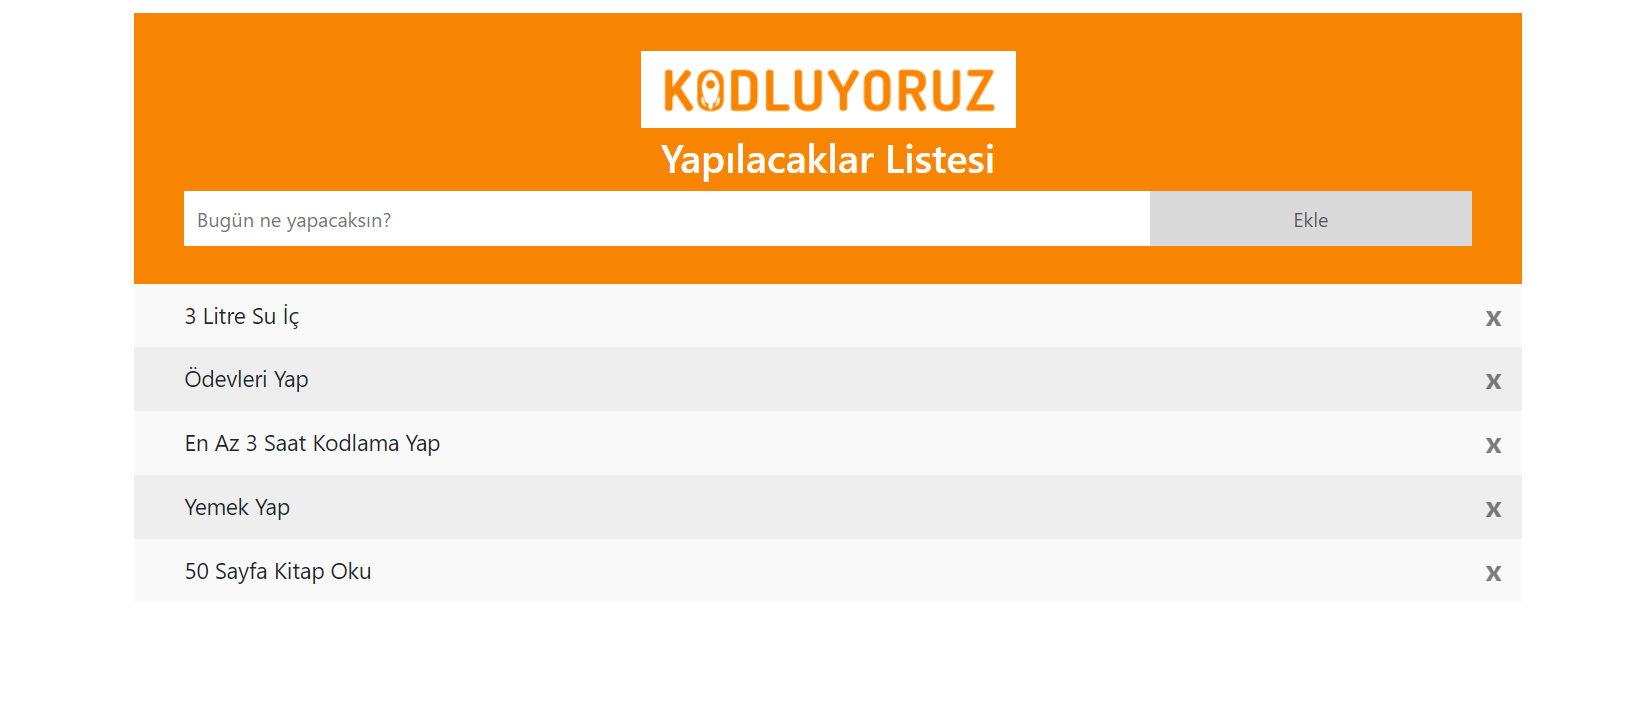 KODLUYORUZ
Yapılacaklar Listesi
Bugün ne yapacaksın?
Ekle
3 Litre Su İç
x
Ödevleri Yap
x
En Az 3 Saat Kodlama Yap
x
Yemek Yap
x
50 Sayfa Kitap Oku
x